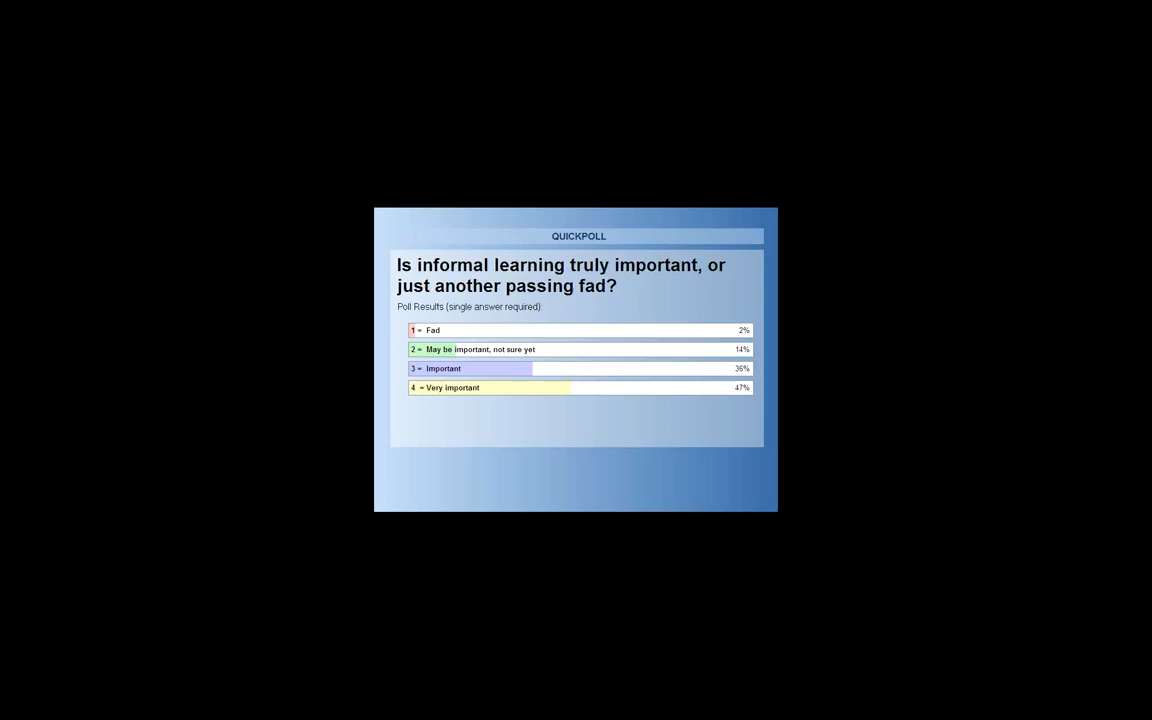 QUICKPOLL
Is informal learning truly important, or
just another passing fad?
Poll Results (single answer required):
1 = Fad 2%
2 = May be important, not sure yet 14%
3 = Important 36%
4 = Very important 47%